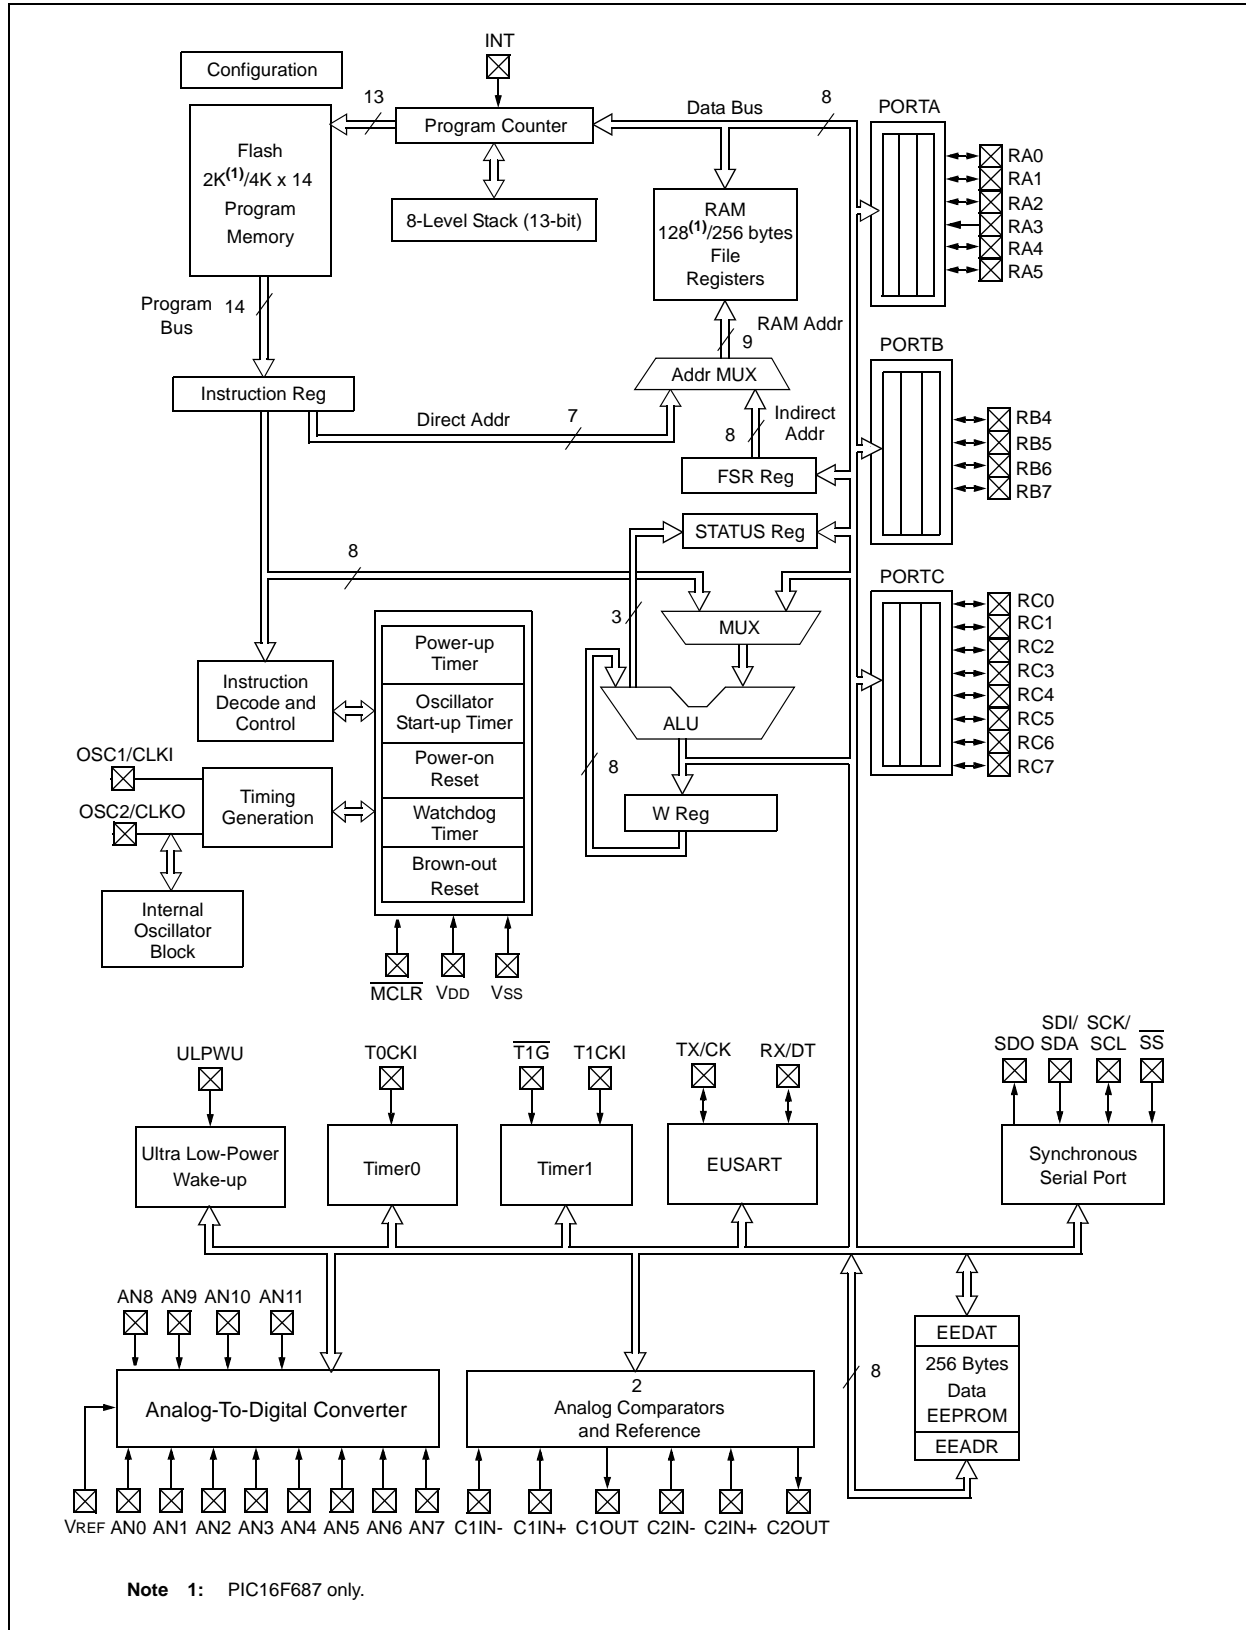 INT
Configuration
13
Program Counter
Data Bus
8
PORTA
Flash
2K(1)/4K x 14
Program
Memory
8-Level Stack (13-bit)
RAM
128(1)/256 bytes
File
Registers
RA0
RA1
RA2
RA3
RA4
RA5
Program
Bus
14
RAM Addr
9
PORTB
Addr MUX
Instruction Reg
Direct Addr
7
Indirect
Addr
8
FSR Reg
RB4
RB5
RB6
RB7
STATUS Reg
8
PORTC
3
MUX
RC0
RC1
RC2
RC3
RC4
RC5
RC6
RC7
Power-up
Timer
Instruction
Decode and
Control
Oscillator
Start-up Timer
ALU
OSC1/CLKI
Power-on
Reset
8
OSC2/CLKO
Timing
Generation
Watchdog
Timer
W Reg
Brown-out
Reset
Internal
Oscillator
Block
MCLR
VDD
VSS
ULPWU
T0CKI
T1G
T1CKI
TX/CK
RX/DT
SDO
SDI/
SDA
SCK/
SCL
SS
Ultra Low-Power
Wake-up
Timer0
Timer1
EUSART
Synchronous
Serial Port
AN8
AN9
AN10
AN11
EEDAT
256 Bytes
Data
EEPROM
EEADR
8
Analog-To-Digital Converter
2
Analog Comparators
and Reference
VREF
AN0
AN1
AN2
AN3
AN4
AN5
AN6
AN7
C1IN-
C1IN+
C1OUT
C2IN-
C2IN+
C2OUT
Note 1: PIC16F687 only.